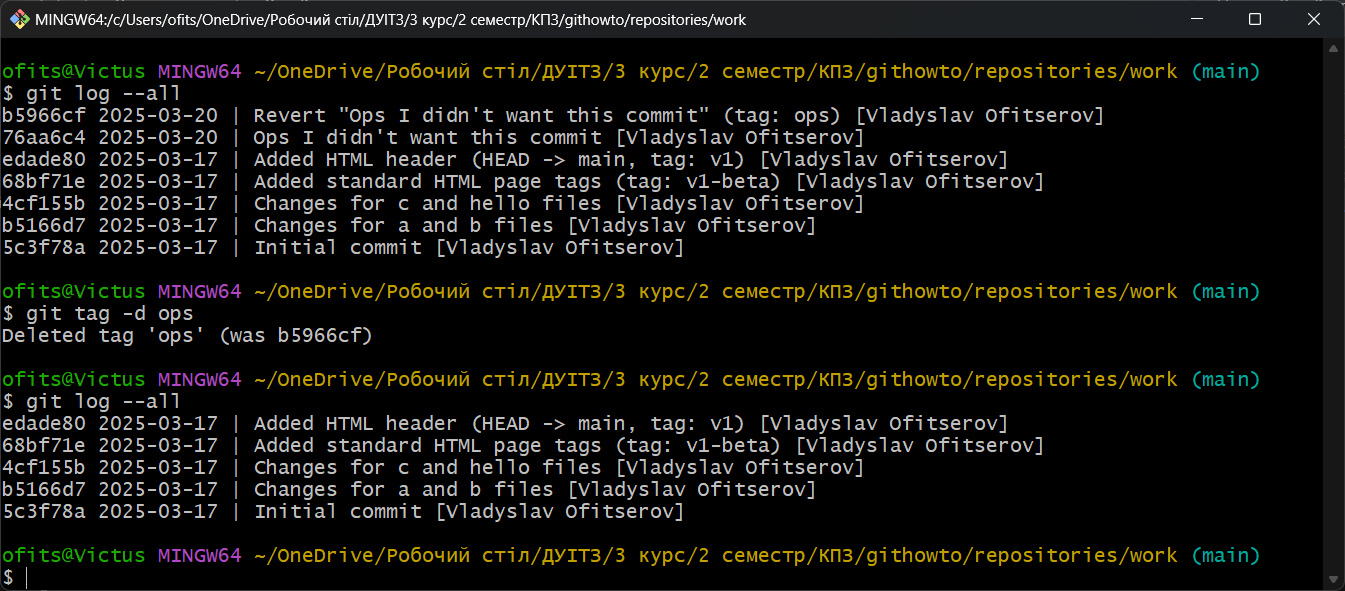 MINGW64:/c/Users/ofits/OneDrive/Робочий стіл/ДУІТЗ/3 курс/2 семестр/КПЗ/githowto/repositories/work
ofits@Victus MINGW64 ~/OneDrive/Робочий стіл/ДУІТЗ/3 курс/2 семестр/КПЗ/githowto/repositories/work (main)
$ git log --all
b5966cf 2025-03-20 | Revert "Ops I didn't want this commit" (tag: ops) [Vladyslav Ofitserov]
76aa6c4 2025-03-20 | Ops I didn't want this commit [Vladyslav Ofitserov]
edade80 2025-03-17 | Added HTML header (HEAD -> main, tag: v1) [Vladyslav Ofitserov]
68bf71e 2025-03-17 | Added standard HTML page tags (tag: v1-beta) [Vladyslav Ofitserov]
4cf155b 2025-03-17 | Changes for c and hello files [Vladyslav Ofitserov]
b5166d7 2025-03-17 | Changes for a and b files [Vladyslav Ofitserov]
5c3f78a 2025-03-17 | Initial commit [Vladyslav Ofitserov]
ofits@Victus MINGW64 ~/OneDrive/Робочий стіл/ДУІТЗ/3 курс/2 семестр/КПЗ/githowto/repositories/work (main)
$ git tag -d ops
Deleted tag 'ops' (was b5966cf)
ofits@Victus MINGW64 ~/OneDrive/Робочий стіл/ДУІТЗ/3 курс/2 семестр/КПЗ/githowto/repositories/work (main)
$ git log --all
edade80 2025-03-17 | Added HTML header (HEAD -> main, tag: v1) [Vladyslav Ofitserov]
68bf71e 2025-03-17 | Added standard HTML page tags (tag: v1-beta) [Vladyslav Ofitserov]
4cf155b 2025-03-17 | Changes for c and hello files [Vladyslav Ofitserov]
b5166d7 2025-03-17 | Changes for a and b files [Vladyslav Ofitserov]
5c3f78a 2025-03-17 | Initial commit [Vladyslav Ofitserov]
ofits@Victus MINGW64 ~/OneDrive/Робочий стіл/ДУІТЗ/3 курс/2 семестр/КПЗ/githowto/repositories/work (main)
$